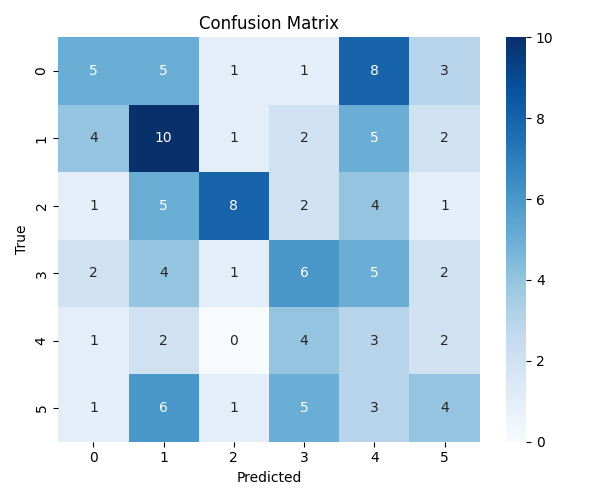 Confusion Matrix
True
0 5 5 1 1 8 3
1 4 10 1 2 5 2
2 1 5 8 2 4 1
3 2 4 1 6 5 2
4 1 2 0 4 3 2
5 1 6 1 5 3 4
0 1 2 3 4 5
Predicted
10
8
6
4
2
0